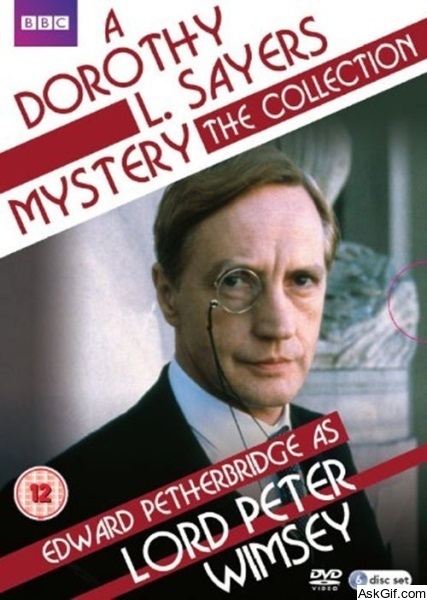 BBC
A
DOROTHY
L. SAYERS
MYSTERY THE COLLECTION
12
EDWARD PETHERBRIDGE AS
LORD PETER
WIMSEY
DVD
VIDEO
6 disc set
AskGif.com